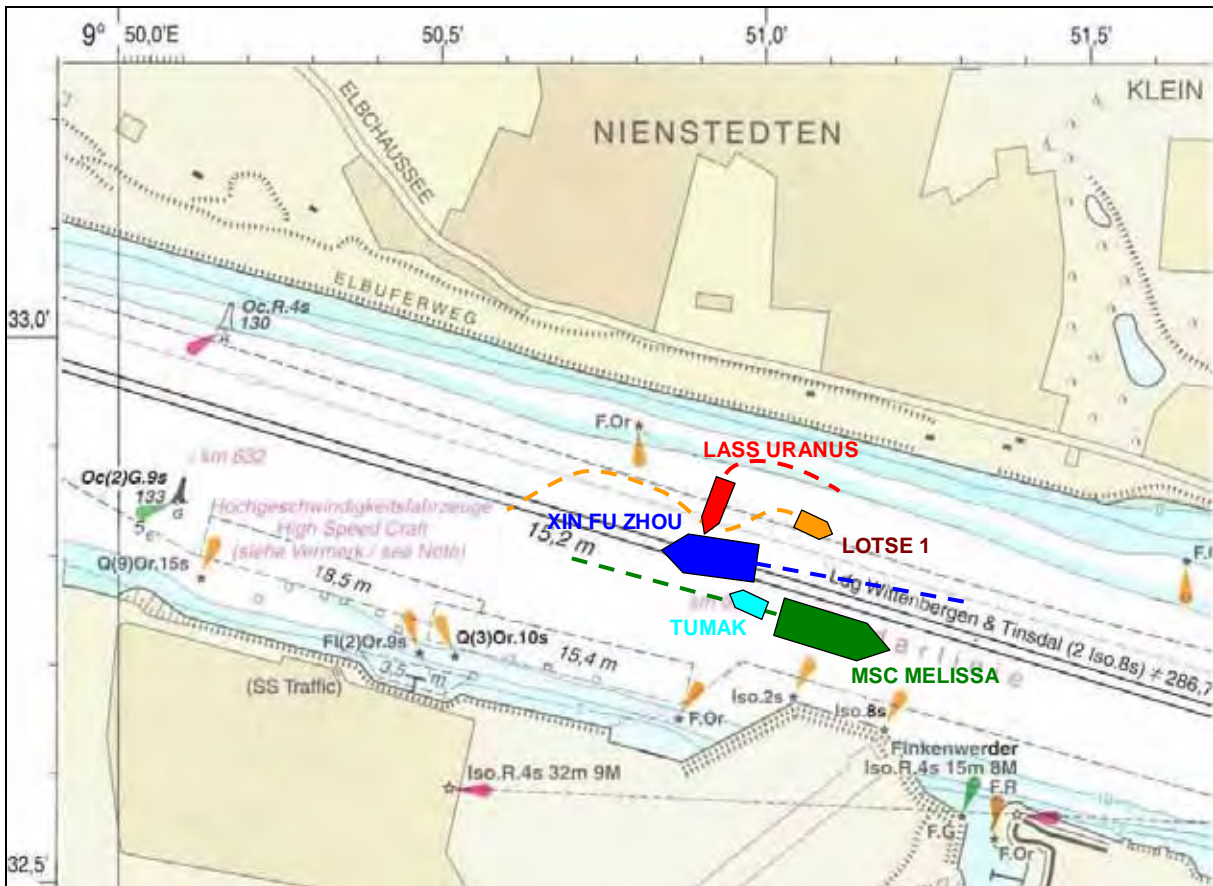 9° 50,0'E 50,5' 51,0' 51,5'
KLEIN
NIENSTEDTEN
ELBCHAUSSEE
ELBUFERWEG
33,0'
Oc.R.4s
130
R
F.Or
LASS URANUS
km 632
Oc(2)G.9s
133
G
Hochgeschwindigkeitsfahrzeuge
High Speed Craft
(siehe Vermerk / see Note)
XIN FU ZHOU
15,2 m
LOTSE 1
Q(9)Or.15s
18,5 m
Ldg Wittenbergen & Tinsdal (2 Iso.8s) ≠ 286,7
TUMAK
MSC MELISSA
Fl(2)Or.9s
Q(3)Or.10s
15,4 m
3,5 m
(SS Traffic)
F.Or
Iso.2s
Iso.8s
Finkenwerder
Iso.R.4s 15m 8M
Iso.R.4s 32m 9M
F.R
F.G
F.Or
32,5'